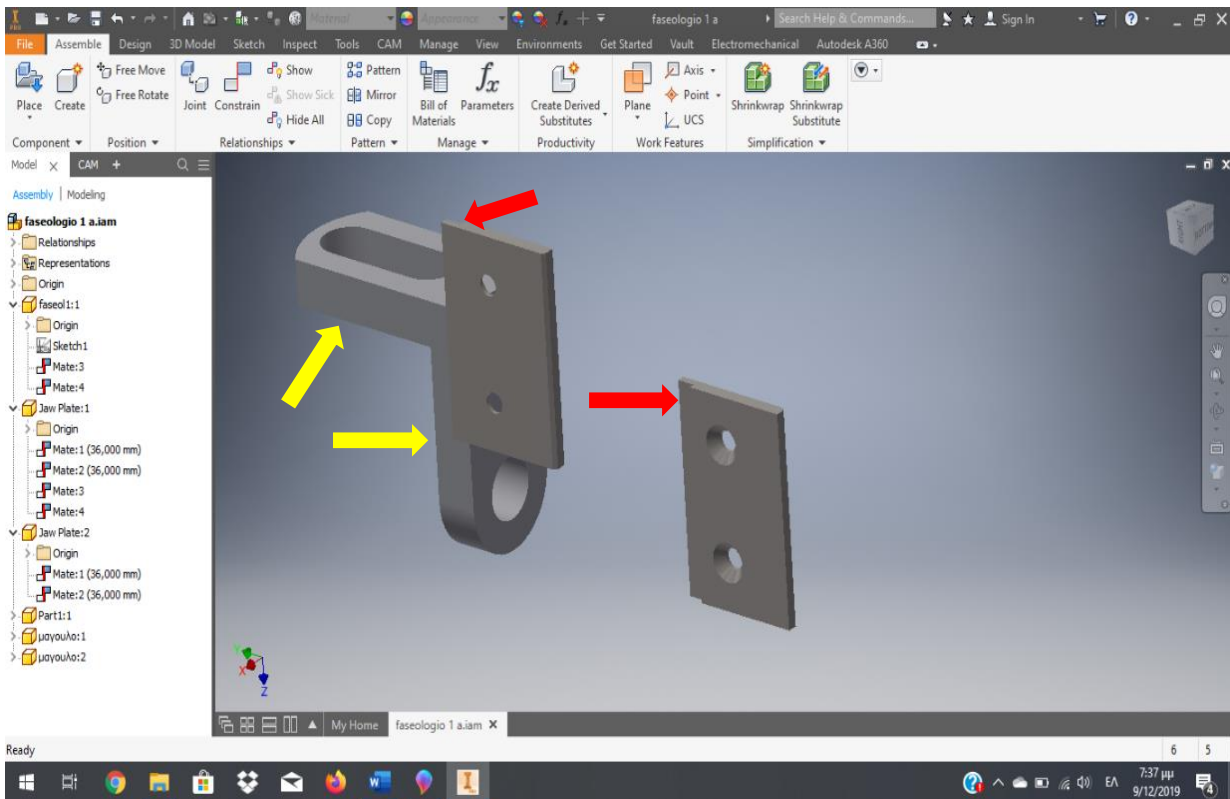 PRO Material Appearance faseologio 1 a Search Help & Commands... Sign In
File Assemble Design 3D Model Sketch Inspect Tools CAM Manage View Environments Get Started Vault Electromechanical Autodesk A360
Free Move Show Pattern Axis
Free Rotate Show Sick Mirror Point
Place Create Joint Constrain Bill of Parameters Create Derived Plane Shrinkwrap Shrinkwrap
Hide All Copy Materials Substitutes UCS Substitute
Component Position Relationships Pattern Manage Productivity Work Features Simplification
Model CAM
Assembly | Modeling
faseologio 1 a.iam
Relationships
Representations
Origin
faseol1:1
Origin
Sketch1
Mate:3
Mate:4
Jaw Plate:1
Origin
Mate:1 (36,000 mm)
Mate:2 (36,000 mm)
Mate:3
Mate:4
Jaw Plate:2
Origin
Mate:1 (36,000 mm)
Mate:2 (36,000 mm)
Part1:1
μαγουλο:1
μαγουλο:2
RIGHT
BOTTOM
Y
X
Z
My Home faseologio 1 a.iam
Ready 6 5
ΕΛ 7:37 μμ
9/12/2019
4